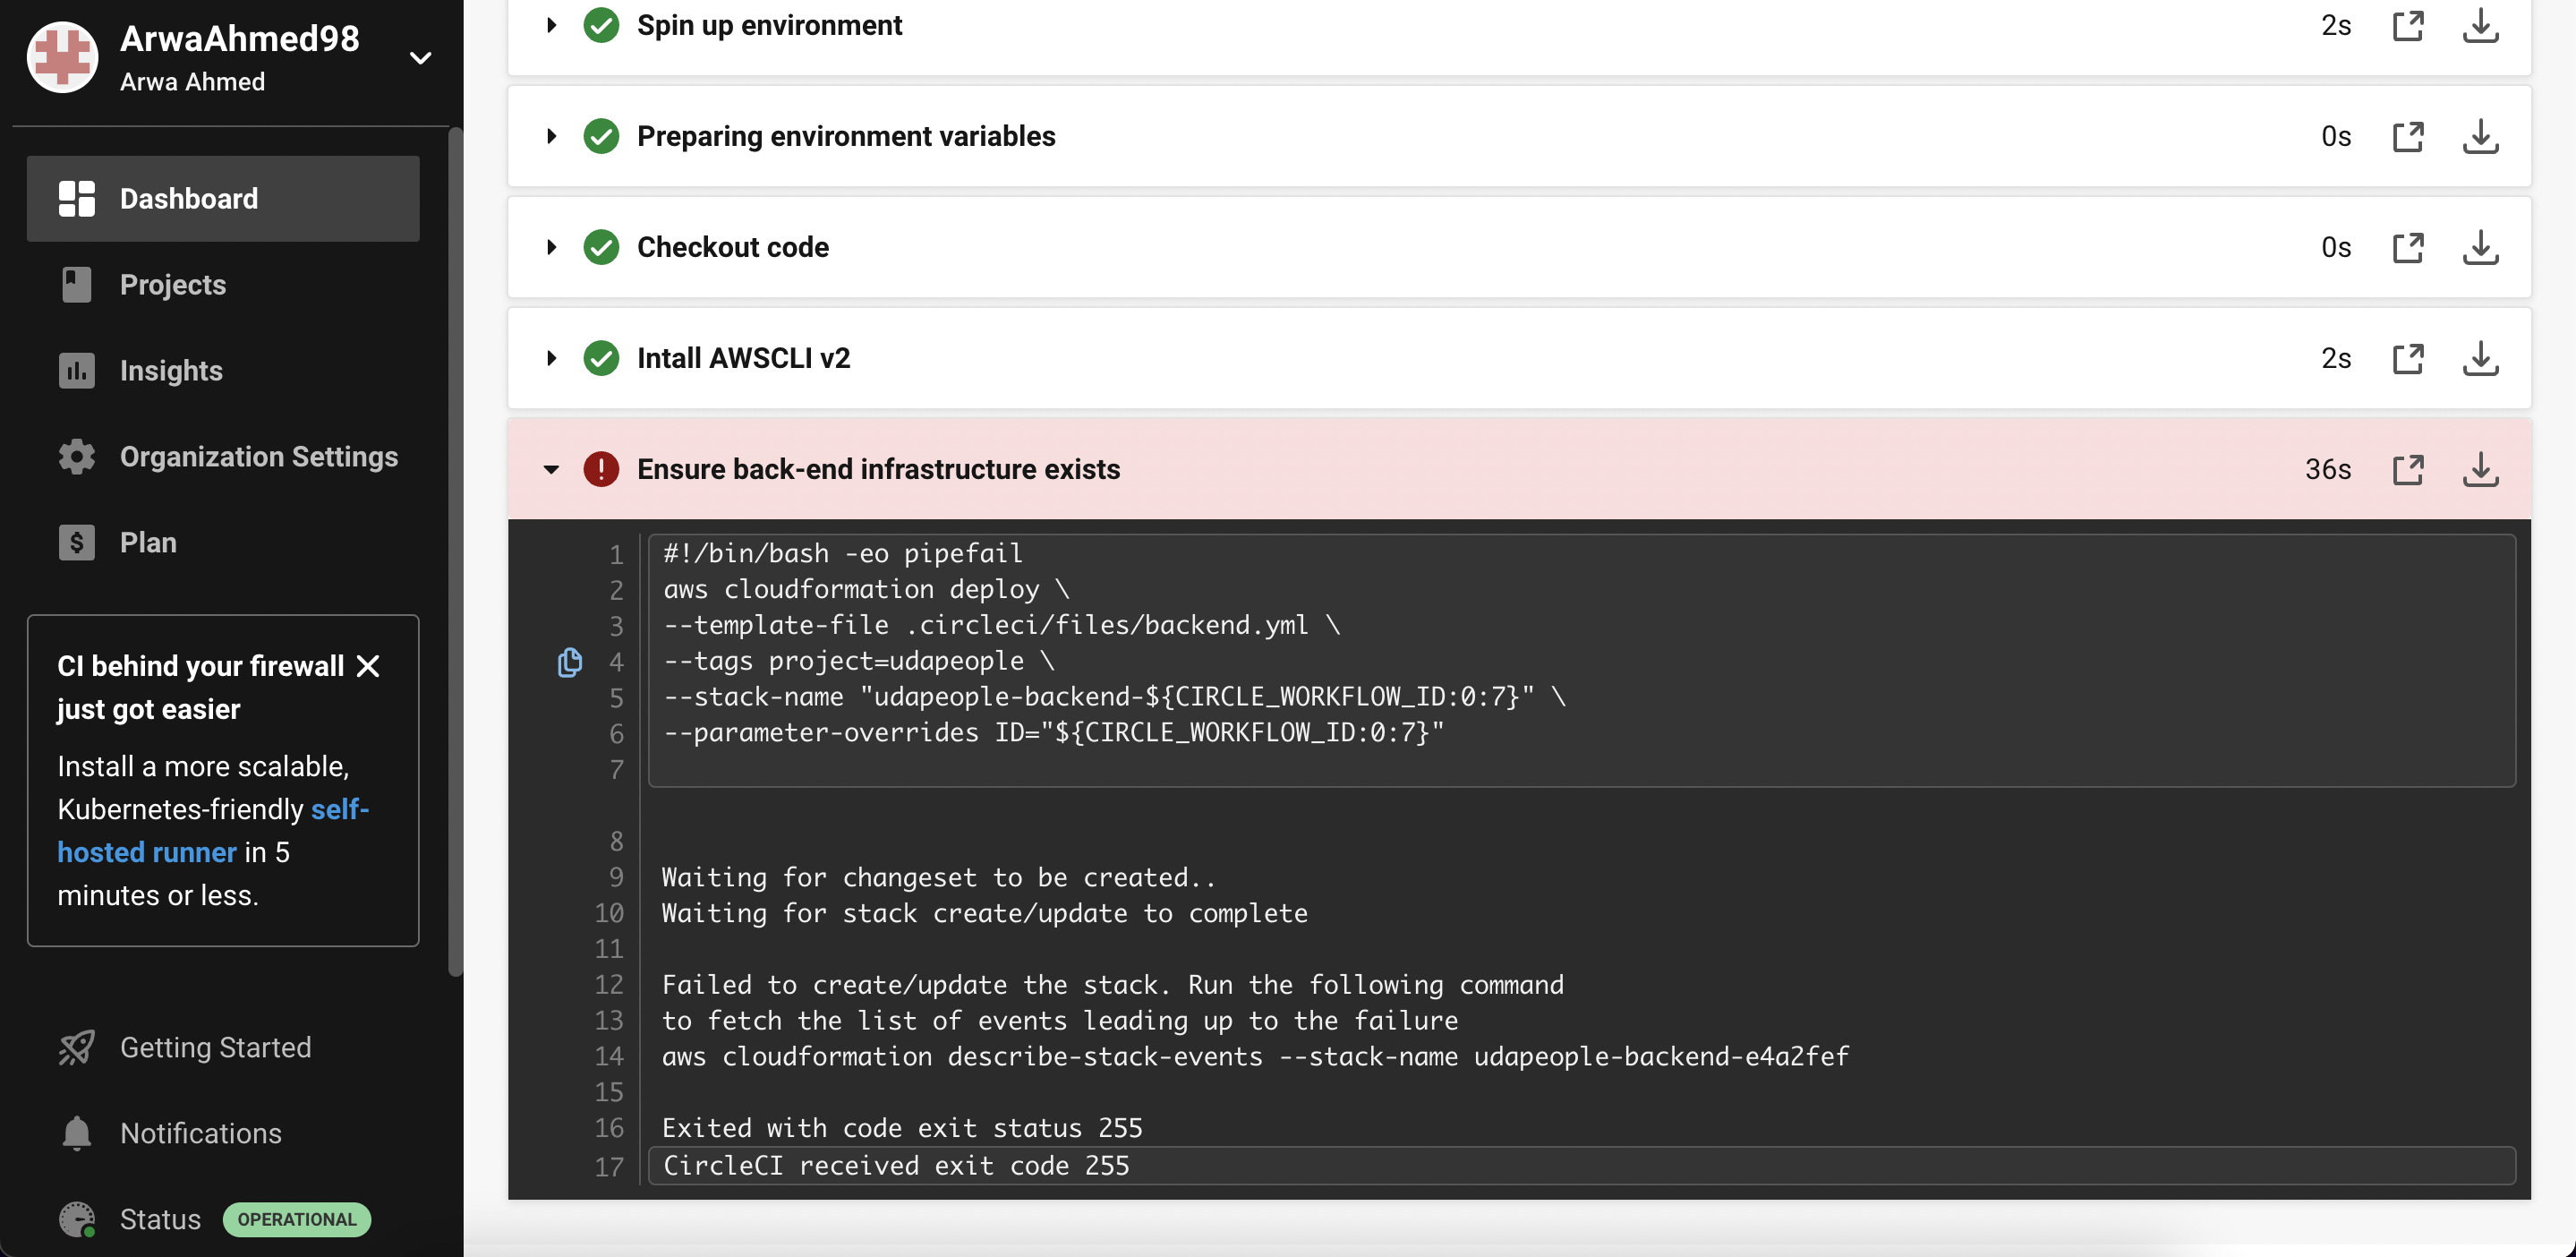 ArwaAhmed98
Arwa Ahmed
Dashboard
Projects
Insights
Organization Settings
Plan
CI behind your firewall
just got easier
Install a more scalable,
Kubernetes-friendly self-
hosted runner in 5
minutes or less.
Getting Started
Notifications
Status OPERATIONAL
Spin up environment 2s
Preparing environment variables 0s
Checkout code 0s
Intall AWSCLI v2 2s
Ensure back-end infrastructure exists 36s
1 #!/bin/bash -eo pipefail
2 aws cloudformation deploy \
3 --template-file .circleci/files/backend.yml \
4 --tags project=udapeople \
5 --stack-name "udapeople-backend-${CIRCLE_WORKFLOW_ID:0:7}" \
6 --parameter-overrides ID="${CIRCLE_WORKFLOW_ID:0:7}"
7
8
9 Waiting for changeset to be created..
10 Waiting for stack create/update to complete
11
12 Failed to create/update the stack. Run the following command
13 to fetch the list of events leading up to the failure
14 aws cloudformation describe-stack-events --stack-name udapeople-backend-e4a2fef
15
16 Exited with code exit status 255
17 CircleCI received exit code 255